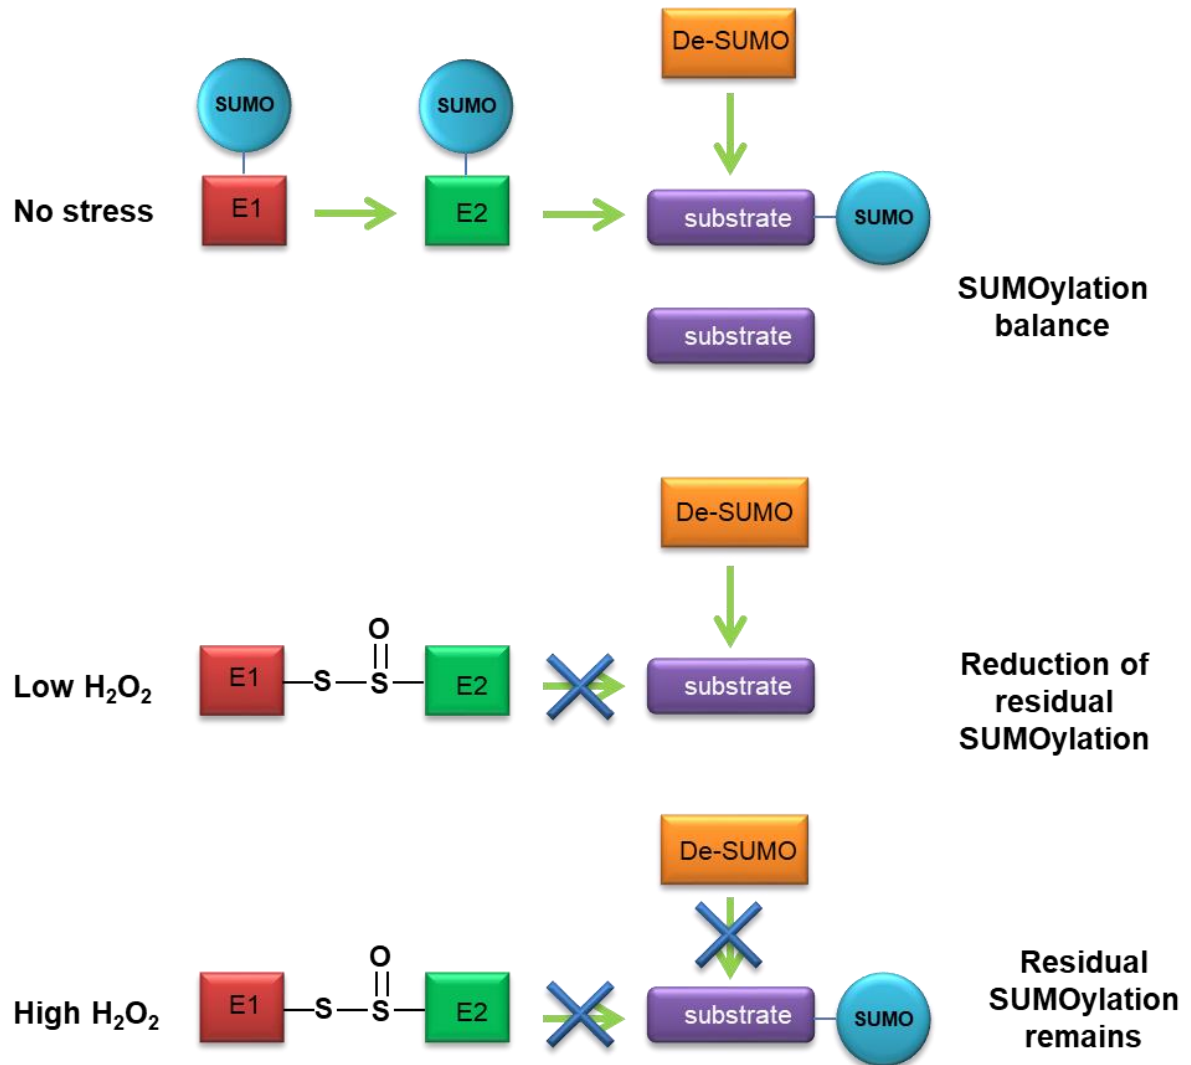 De-SUMO
SUMO
SUMO
No stress
E1
E2
substrate
SUMO
SUMOylation
balance
substrate
De-SUMO
Low H₂O₂
E1
S
O
S
E2
substrate
Reduction of
residual
SUMOylation
De-SUMO
High H₂O₂
E1
S
O
S
E2
substrate
SUMO
Residual
SUMOylation
remains